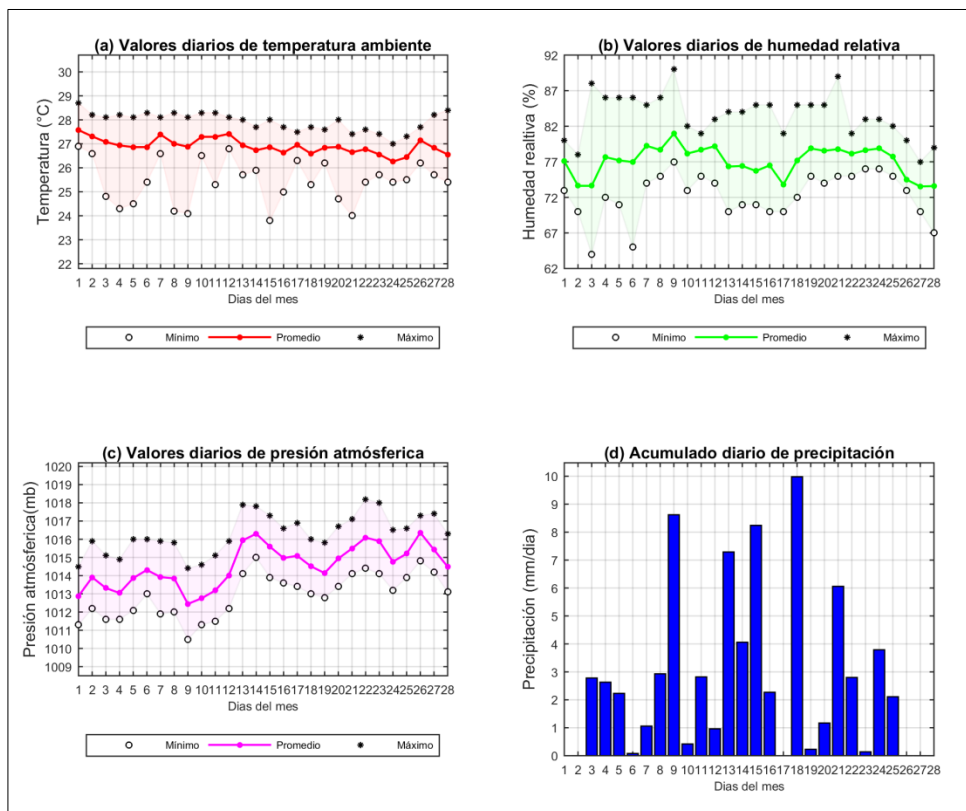 (a) Valores diarios de temperatura ambiente
30
29
28
27
26
25
24
23
22
Temperatura (°C)
1 2 3 4 5 6 7 8 9 10 11 12 13 14 15 16 17 18 19 20 21 22 23 24 25 26 27 28
Dias del mes
Mínimo Promedio Máximo
(b) Valores diarios de humedad relativa
92
87
82
77
72
67
62
Humedad realtiva (%)
1 2 3 4 5 6 7 8 9 10 11 12 13 14 15 16 17 18 19 20 21 22 23 24 25 26 27 28
Dias del mes
Mínimo Promedio Máximo
(c) Valores diarios de presión atmósferica
1020
1019
1018
1017
1016
1015
1014
1013
1012
1011
1010
1009
Presión atmósferica(mb)
1 2 3 4 5 6 7 8 9 10 11 12 13 14 15 16 17 18 19 20 21 22 23 24 25 26 27 28
Dias del mes
Mínimo Promedio Máximo
(d) Acumulado diario de precipitación
10
9
8
7
6
5
4
3
2
1
0
Precipitación (mm/dia)
1 2 3 4 5 6 7 8 9 10 11 12 13 14 15 16 17 18 19 20 21 22 23 24 25 26 27 28
Dias del mes